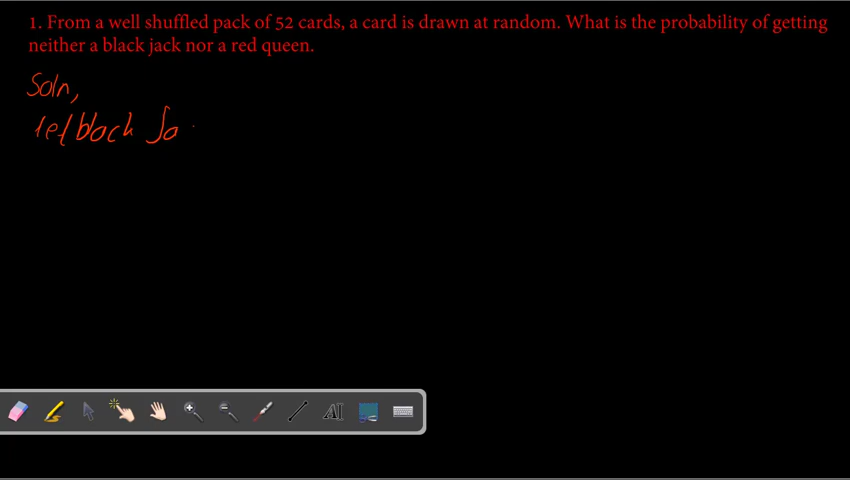 1. From a well shuffled pack of 52 cards, a card is drawn at random. What is the probability of getting
neither a black jack nor a red queen.
Soln,
let black Ja
AI